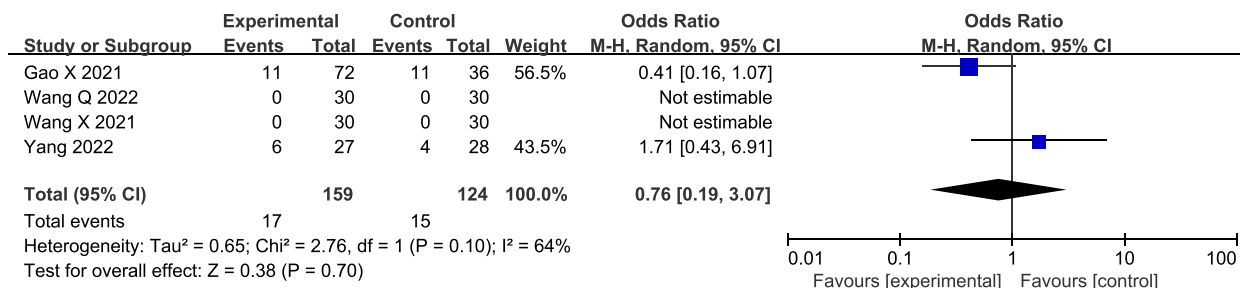 Experimental Control Odds Ratio Odds Ratio
Study or Subgroup Events Total Events Total Weight M-H, Random, 95% CI M-H, Random, 95% CI
Gao X 2021 11 72 11 36 56.5% 0.41 [0.16, 1.07]
Wang Q 2022 0 30 0 30 Not estimable
Wang X 2021 0 30 0 30 Not estimable
Yang 2022 6 27 4 28 43.5% 1.71 [0.43, 6.91]
Total (95% CI) 159 124 100.0% 0.76 [0.19, 3.07]
Total events 17 15
Heterogeneity: Tau² = 0.65; Chi² = 2.76, df = 1 (P = 0.10); I² = 64%
Test for overall effect: Z = 0.38 (P = 0.70)
0.01 0.1 1 10 100
Favours [experimental] Favours [control]